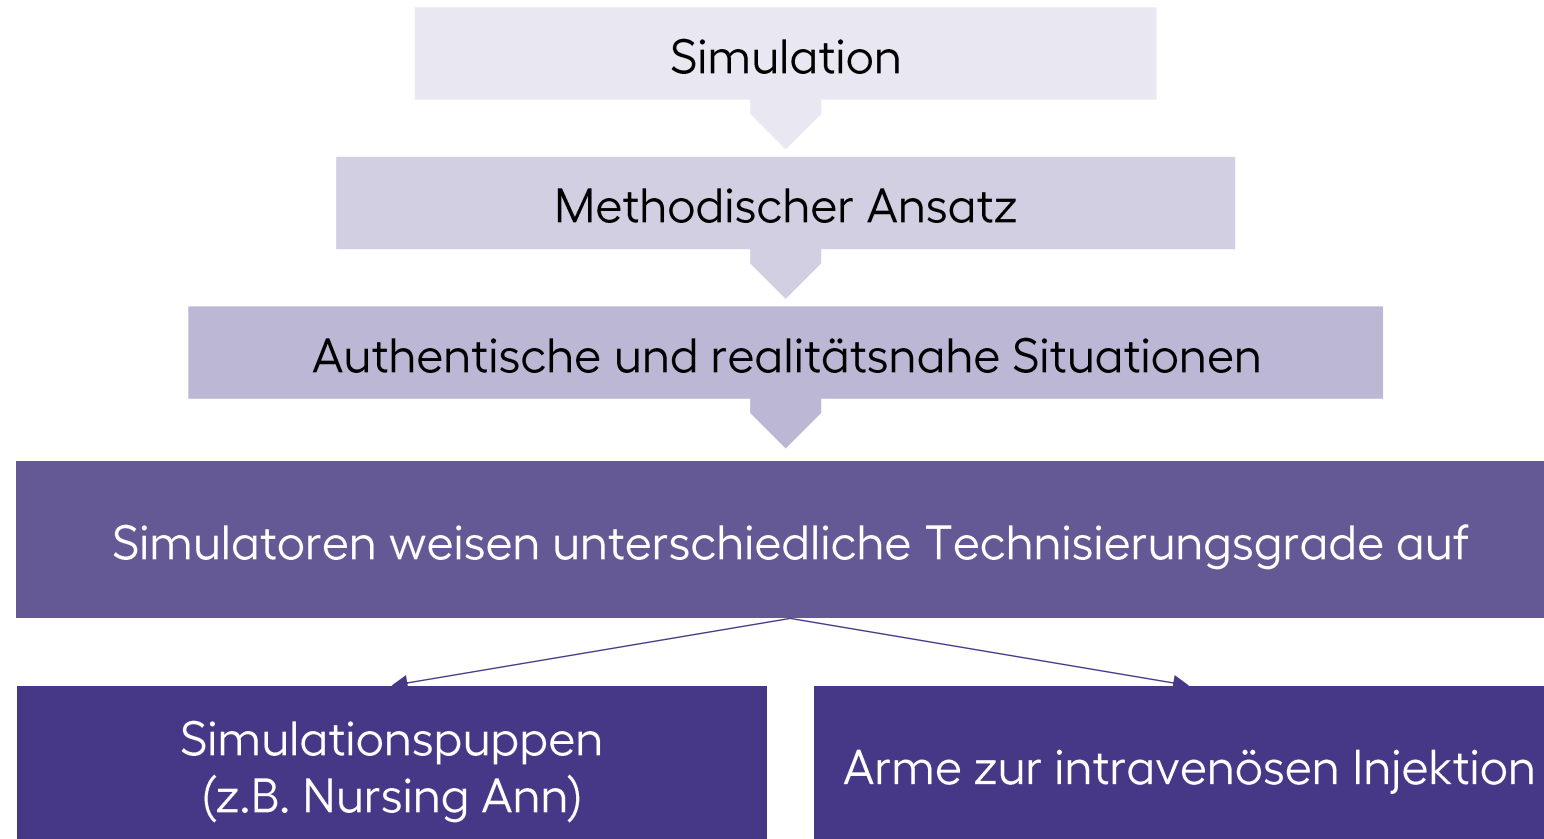 Simulation
Methodischer Ansatz
Authentische und realitätsnahe Situationen
Simulatoren weisen unterschiedliche Technisierungsgrade auf
Simulationspuppen
(z.B. Nursing Ann)
Arme zur intravenösen Injektion